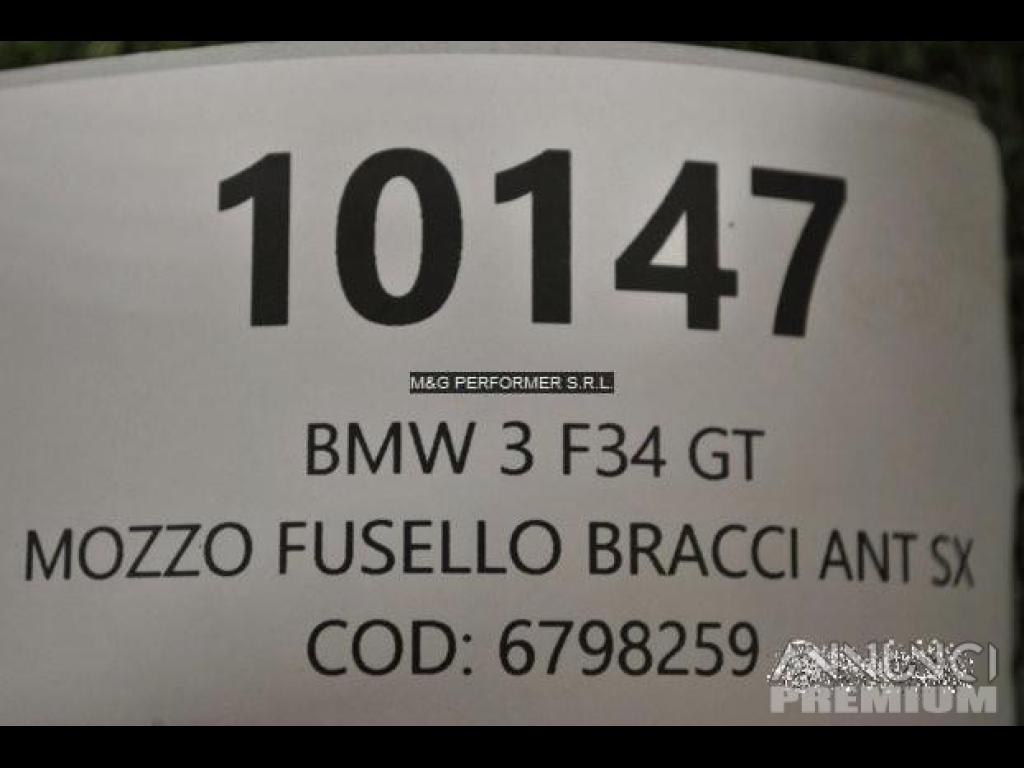 10147
M&G PERFORMER S.R.L.
BMW 3 F34 GT
MOZZO FUSELLO BRACCI ANT SX
COD: 6798259
ANNUNCI
PREMIUM